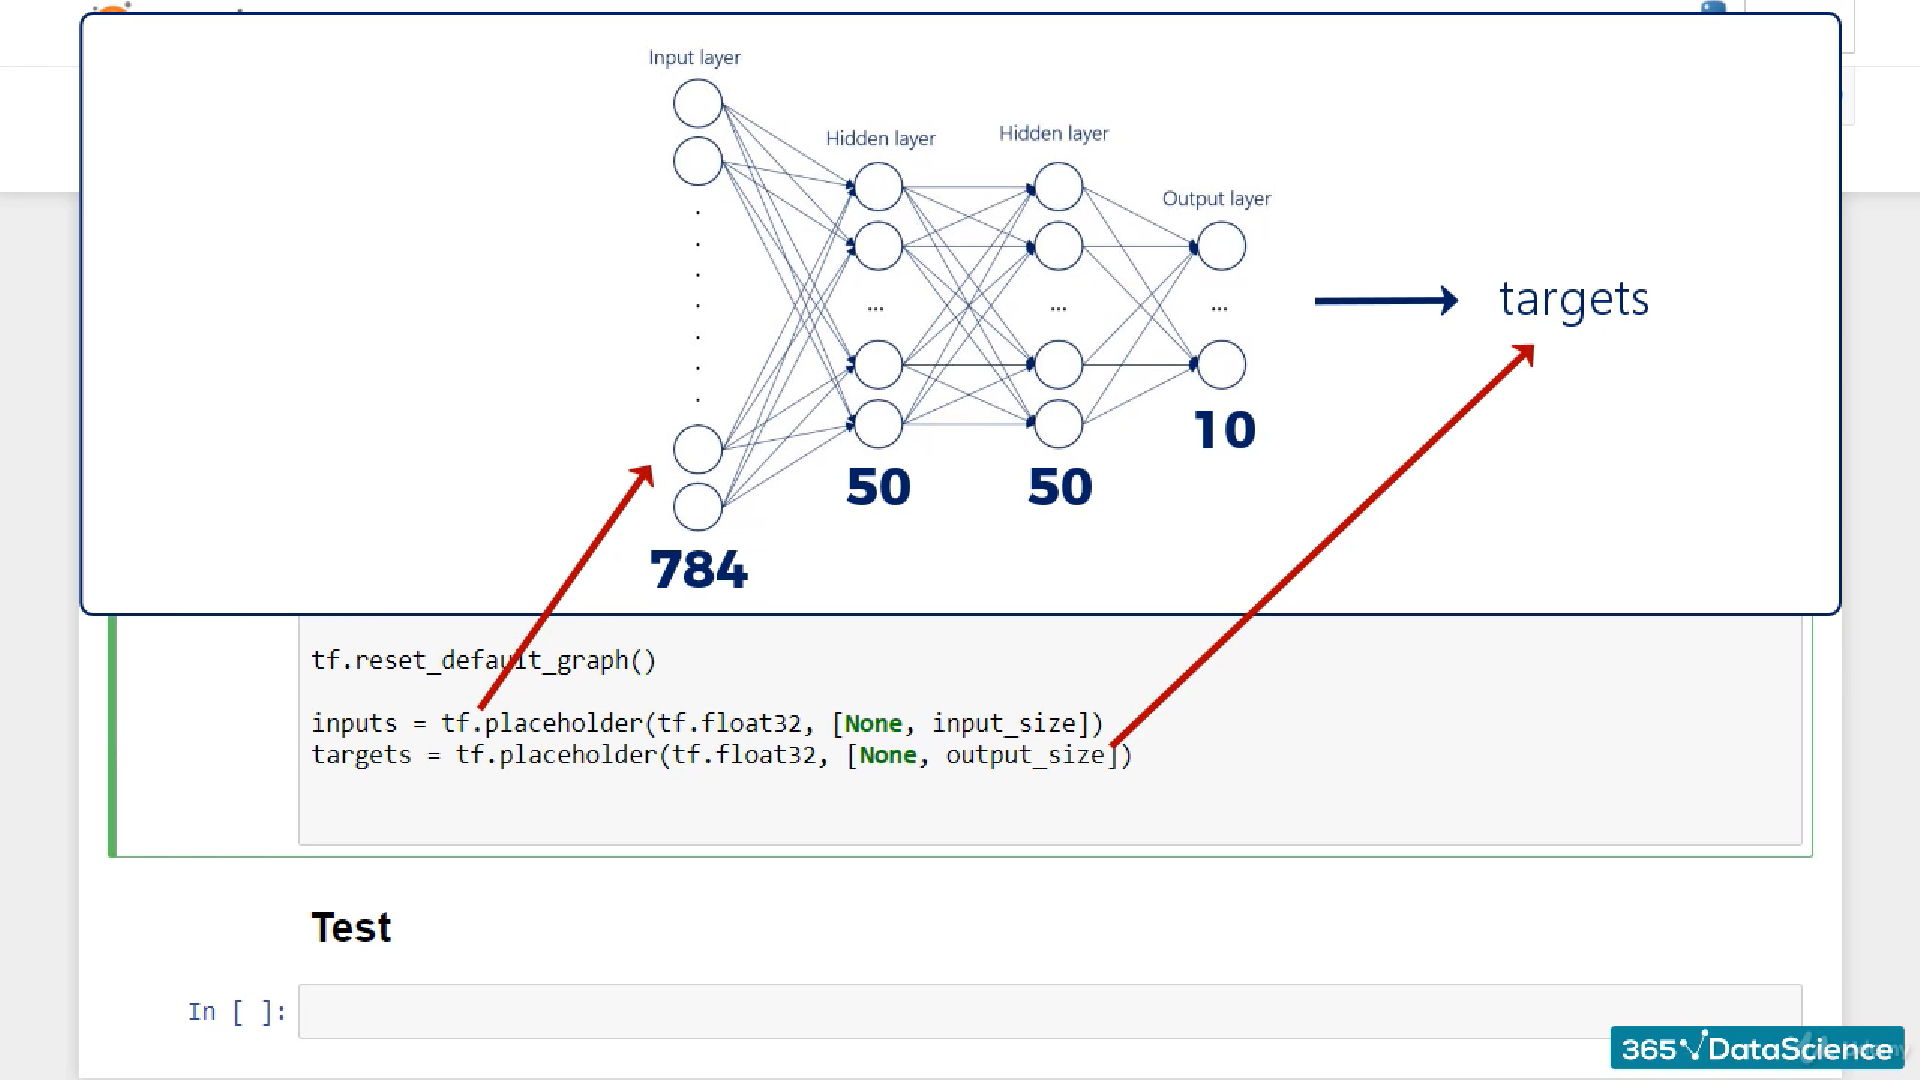 Input layer
Hidden layer
Hidden layer
Output layer
...
...
...
targets
10
50
50
784
tf.reset_default_graph()
inputs = tf.placeholder(tf.float32, [None, input_size])
targets = tf.placeholder(tf.float32, [None, output_size])
Test
In [ ]:
365 DataScience